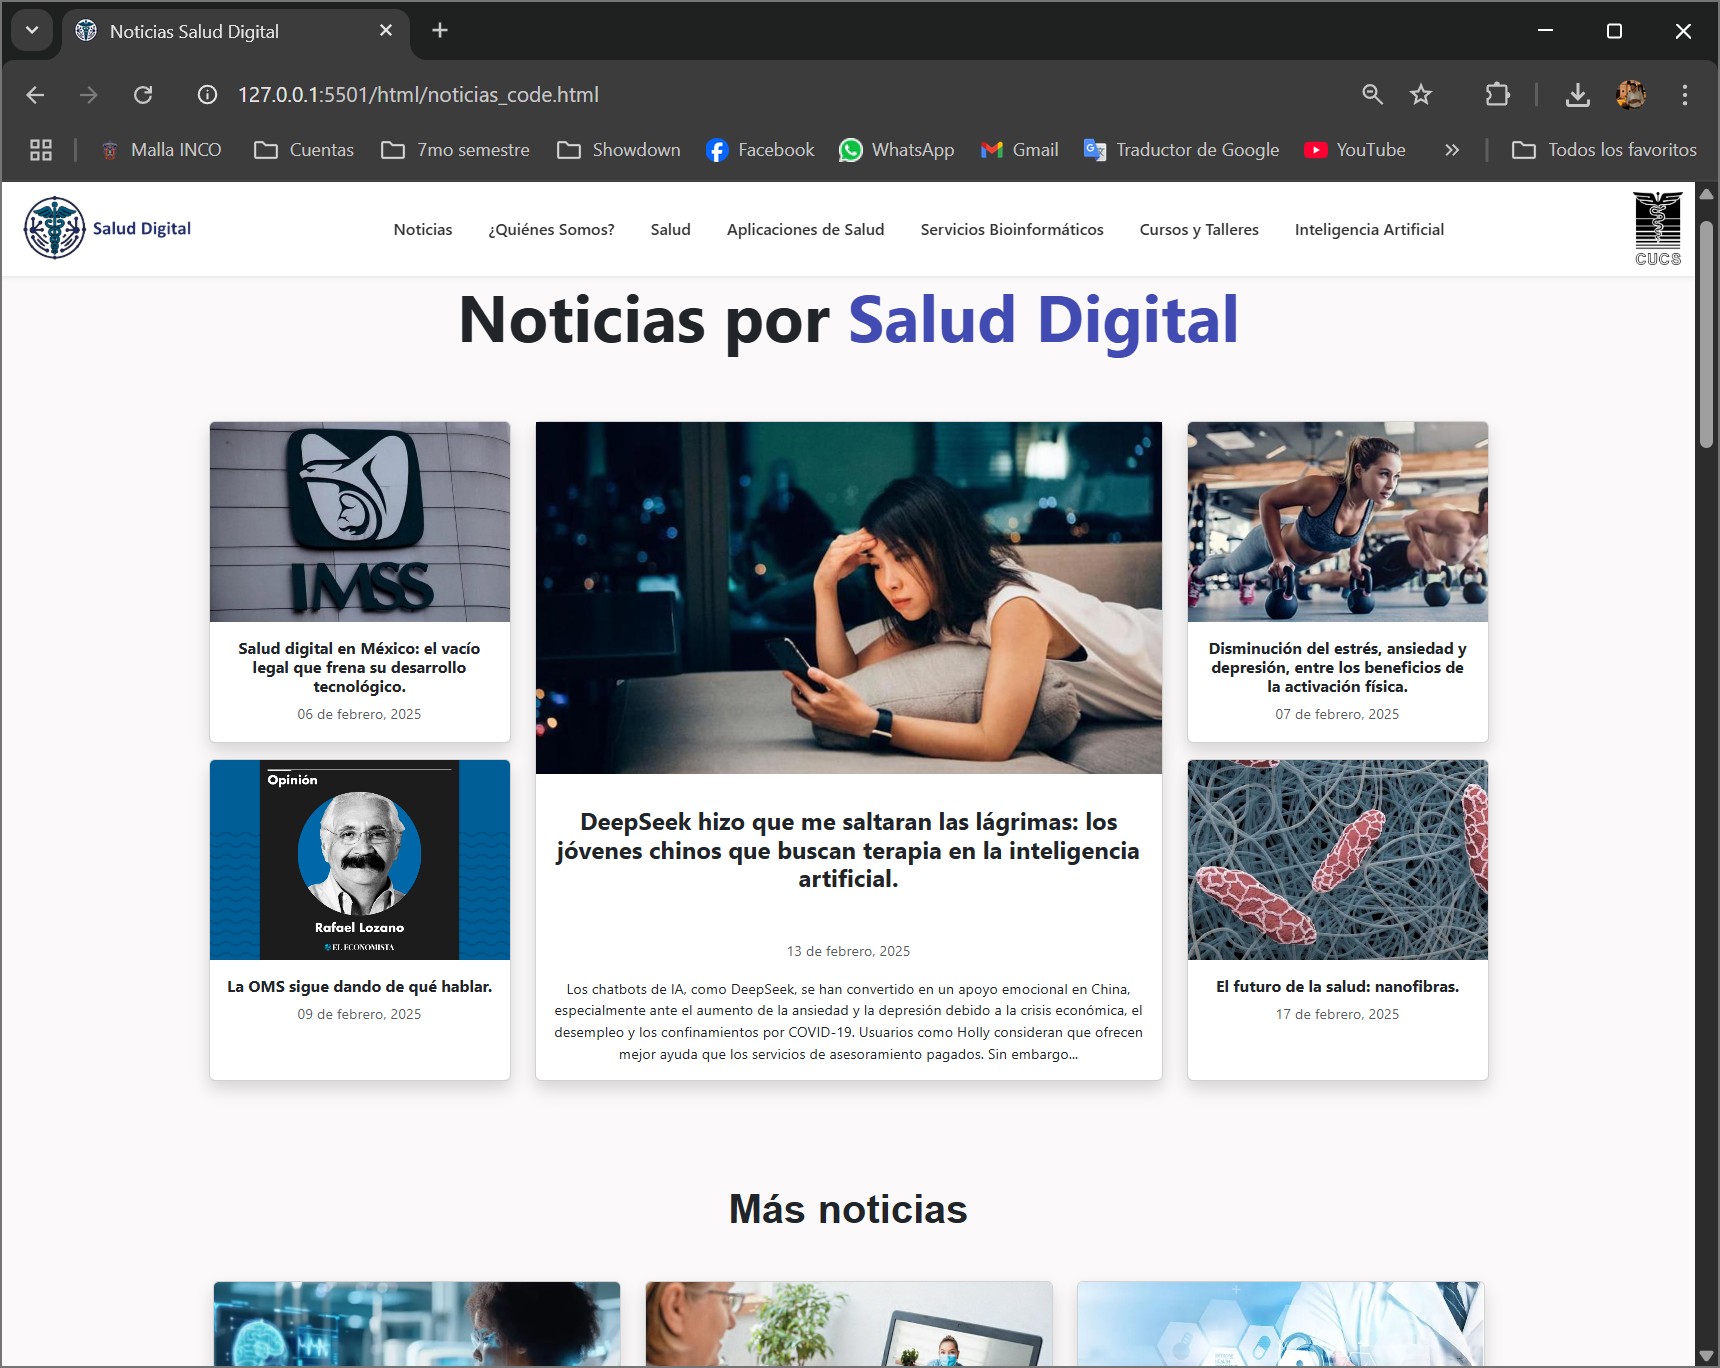 Noticias Salud Digital
127.0.0.1:5501/html/noticias_code.html
Malla INCO
Cuentas
7mo semestre
Showdown
Facebook
WhatsApp
Gmail
Traductor de Google
YouTube
Todos los favoritos
Salud Digital
Noticias
¿Quiénes Somos?
Salud
Aplicaciones de Salud
Servicios Bioinformáticos
Cursos y Talleres
Inteligencia Artificial
CUCS
Noticias por Salud Digital
IMSS
Salud digital en México: el vacío
legal que frena su desarrollo
tecnológico.
06 de febrero, 2025
Opinión
Rafael Lozano
EL ECONOMISTA
La OMS sigue dando de qué hablar.
09 de febrero, 2025
DeepSeek hizo que me saltaran las lágrimas: los
jóvenes chinos que buscan terapia en la inteligencia
artificial.
13 de febrero, 2025
Los chatbots de IA, como DeepSeek, se han convertido en un apoyo emocional en China,
especialmente ante el aumento de la ansiedad y la depresión debido a la crisis económica, el
desempleo y los confinamientos por COVID-19. Usuarios como Holly consideran que ofrecen
mejor ayuda que los servicios de asesoramiento pagados. Sin embargo...
Disminución del estrés, ansiedad y
depresión, entre los beneficios de
la activación física.
07 de febrero, 2025
El futuro de la salud: nanofibras.
17 de febrero, 2025
Más noticias